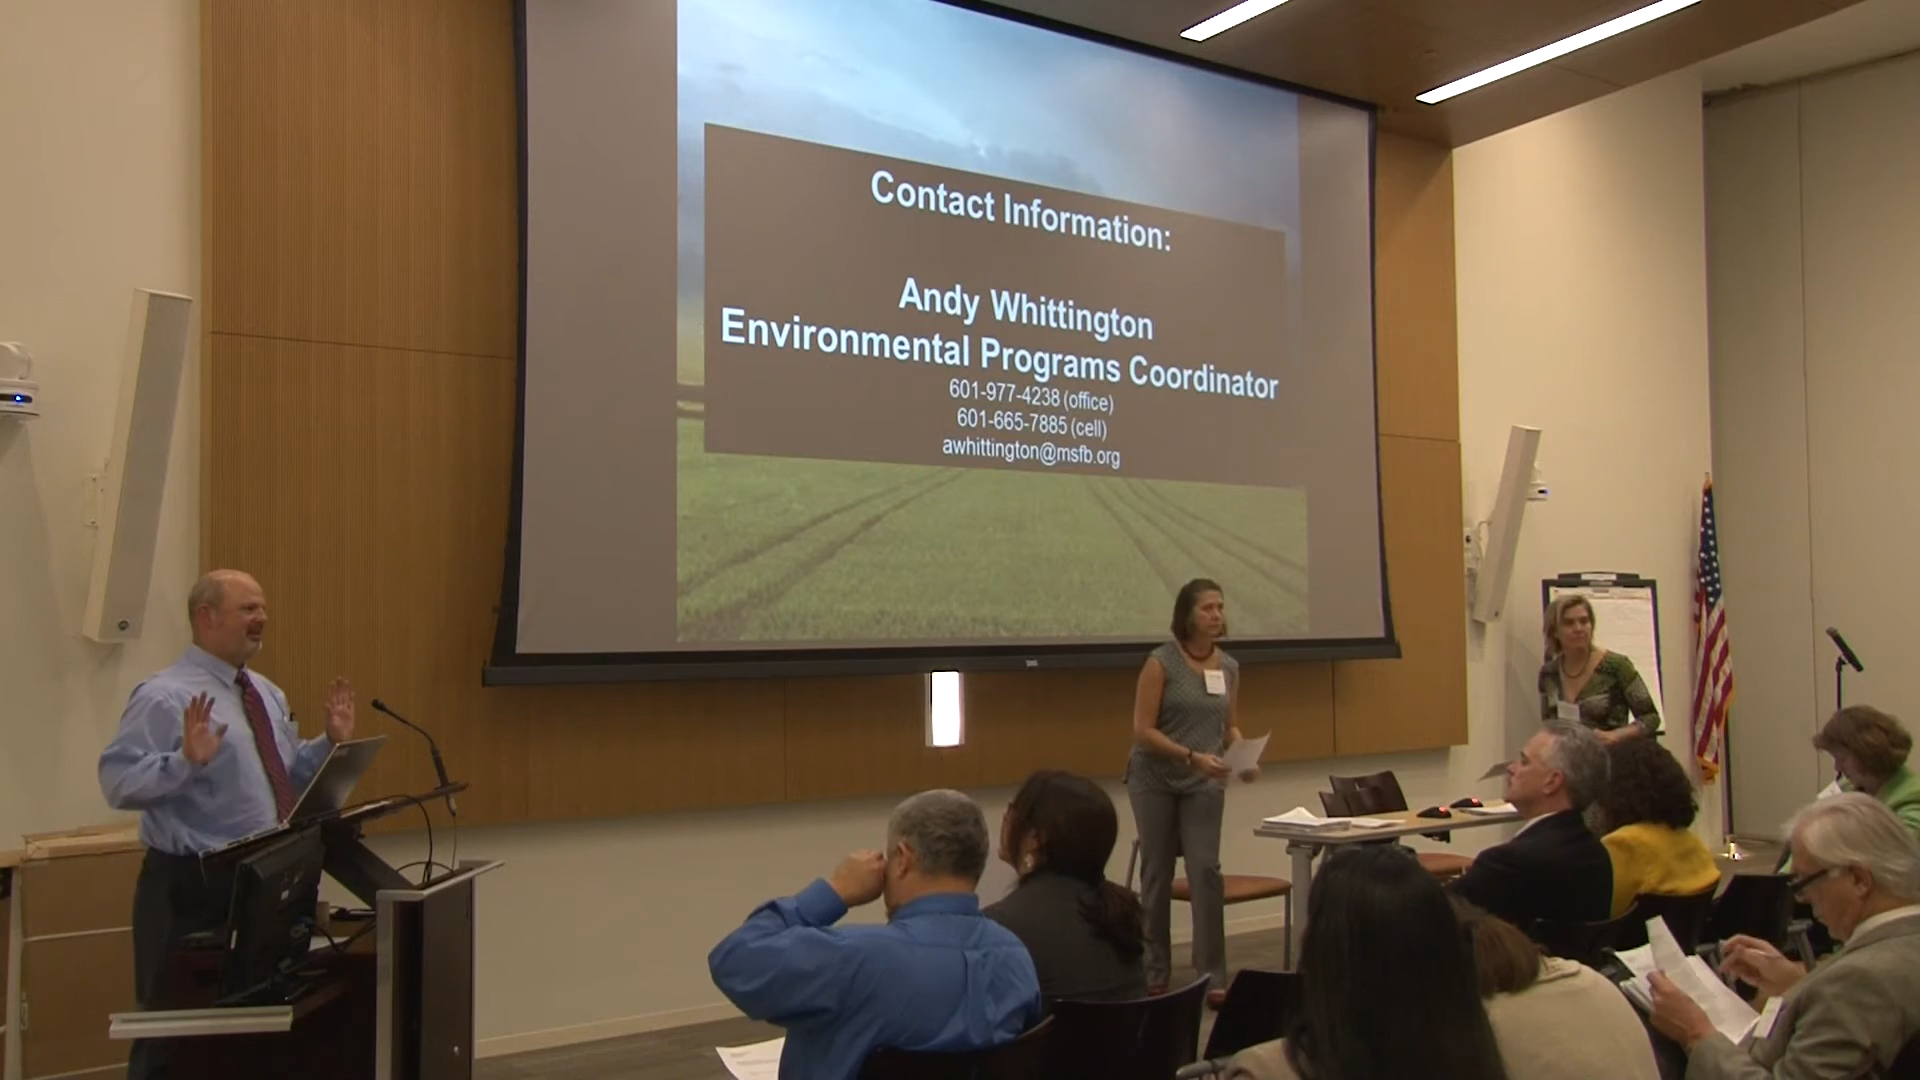 Contact Information:
Andy Whittington
Environmental Programs Coordinator
601-977-4238 (office)
601-665-7885 (cell)
awhittington@msfb.org